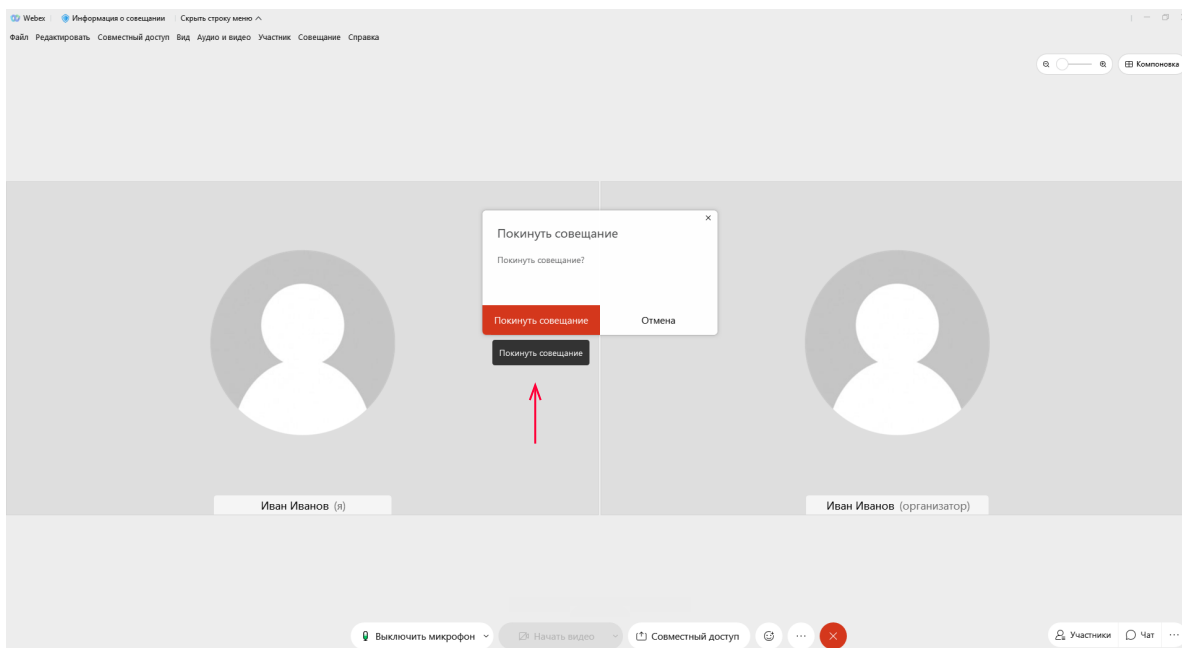 Webex Информация о совещании Скрыть строку меню
Файл Редактировать Совместный доступ Вид Аудио и видео Участник Совещание Справка
Компоновка
Покинуть совещание
Покинуть совещание?
Покинуть совещание Отмена
Покинуть совещание
Иван Иванов (я) Иван Иванов (организатор)
Выключить микрофон Начать видео Совместный доступ Участники Чат